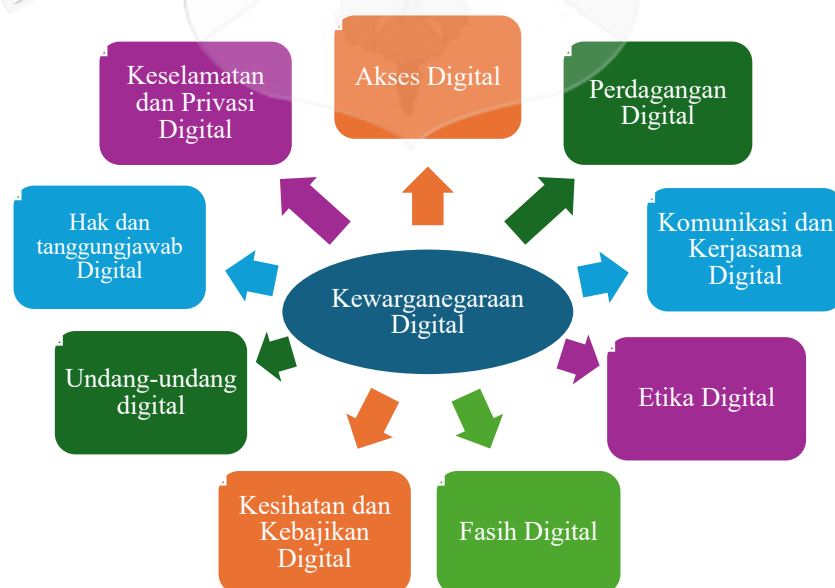 Akses Digital
Perdagangan
Digital
Komunikasi dan
Kerjasama
Digital
Etika Digital
Fasih Digital
Kesihatan dan
Kebajikan
Digital
Undang-undang
digital
Hak dan
tanggungjawab
Digital
Keselamatan
dan Privasi
Digital
Kewarganegaraan
Digital